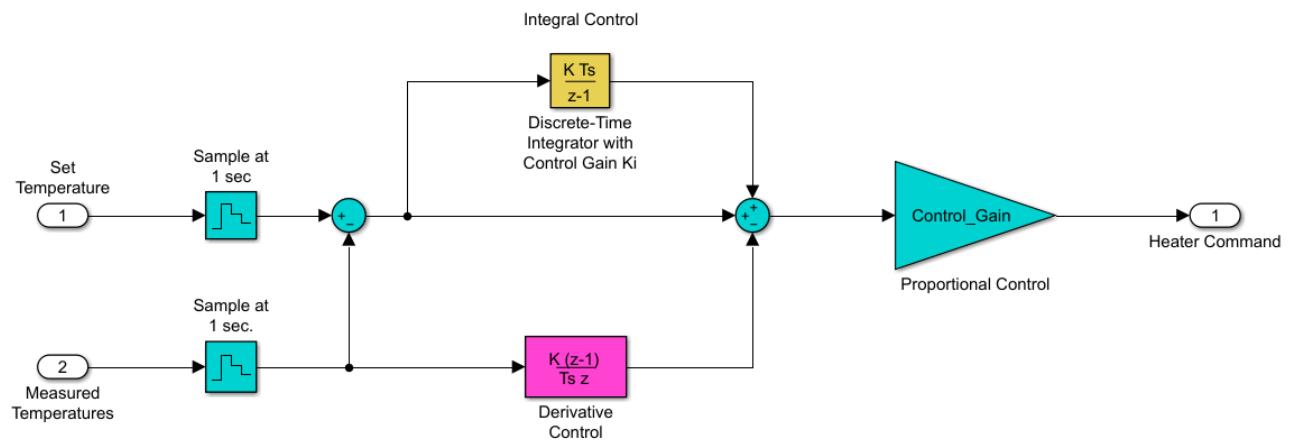 Integral Control
K Ts
z-1
Discrete-Time
Integrator with
Control Gain Ki
Set
Temperature
1
Sample at
1 sec
+
−
+
+
−
Control_Gain
Proportional Control
1
Heater Command
Sample at
1 sec.
2
Measured
Temperatures
K (z-1)
Ts z
Derivative
Control